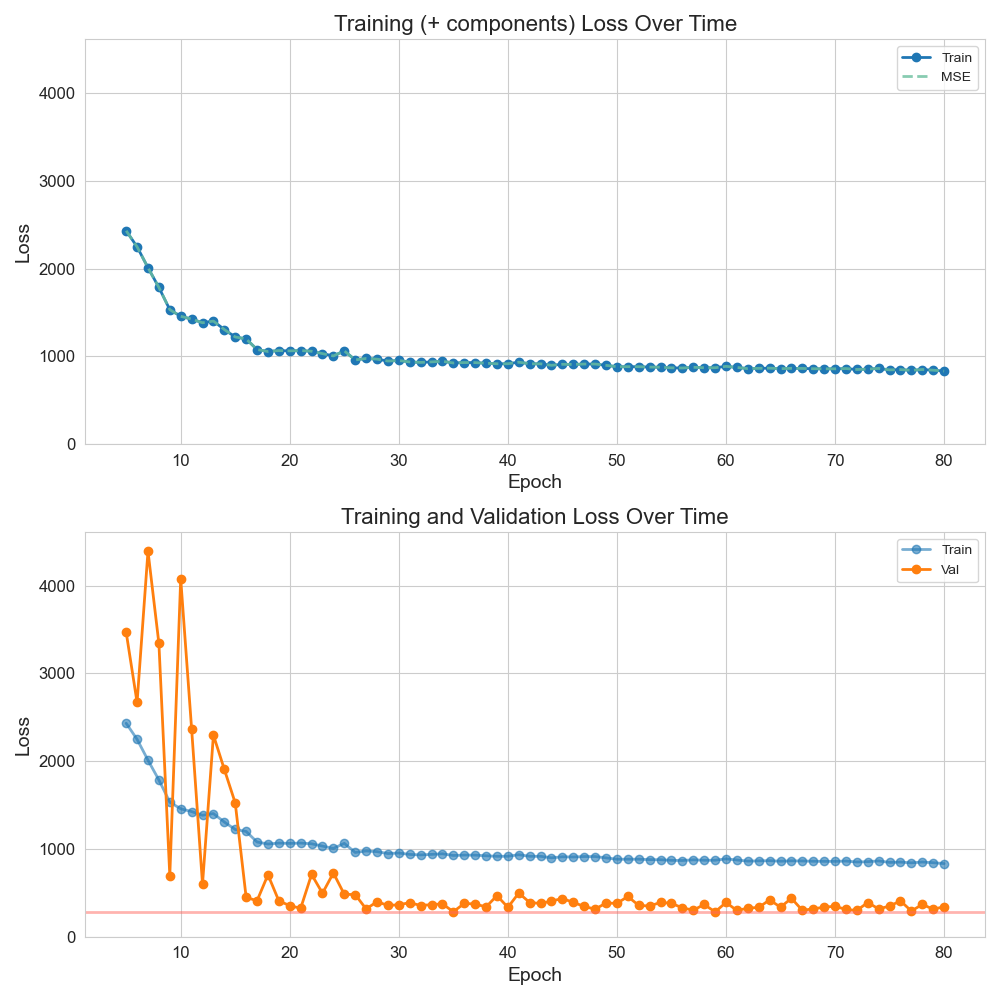 Training (+ components) Loss Over Time
Train
MSE
4000
3000
2000
1000
0
Loss
10 20 30 40 50 60 70 80
Epoch
Training and Validation Loss Over Time
Train
Val
4000
3000
2000
1000
0
Loss
10 20 30 40 50 60 70 80
Epoch